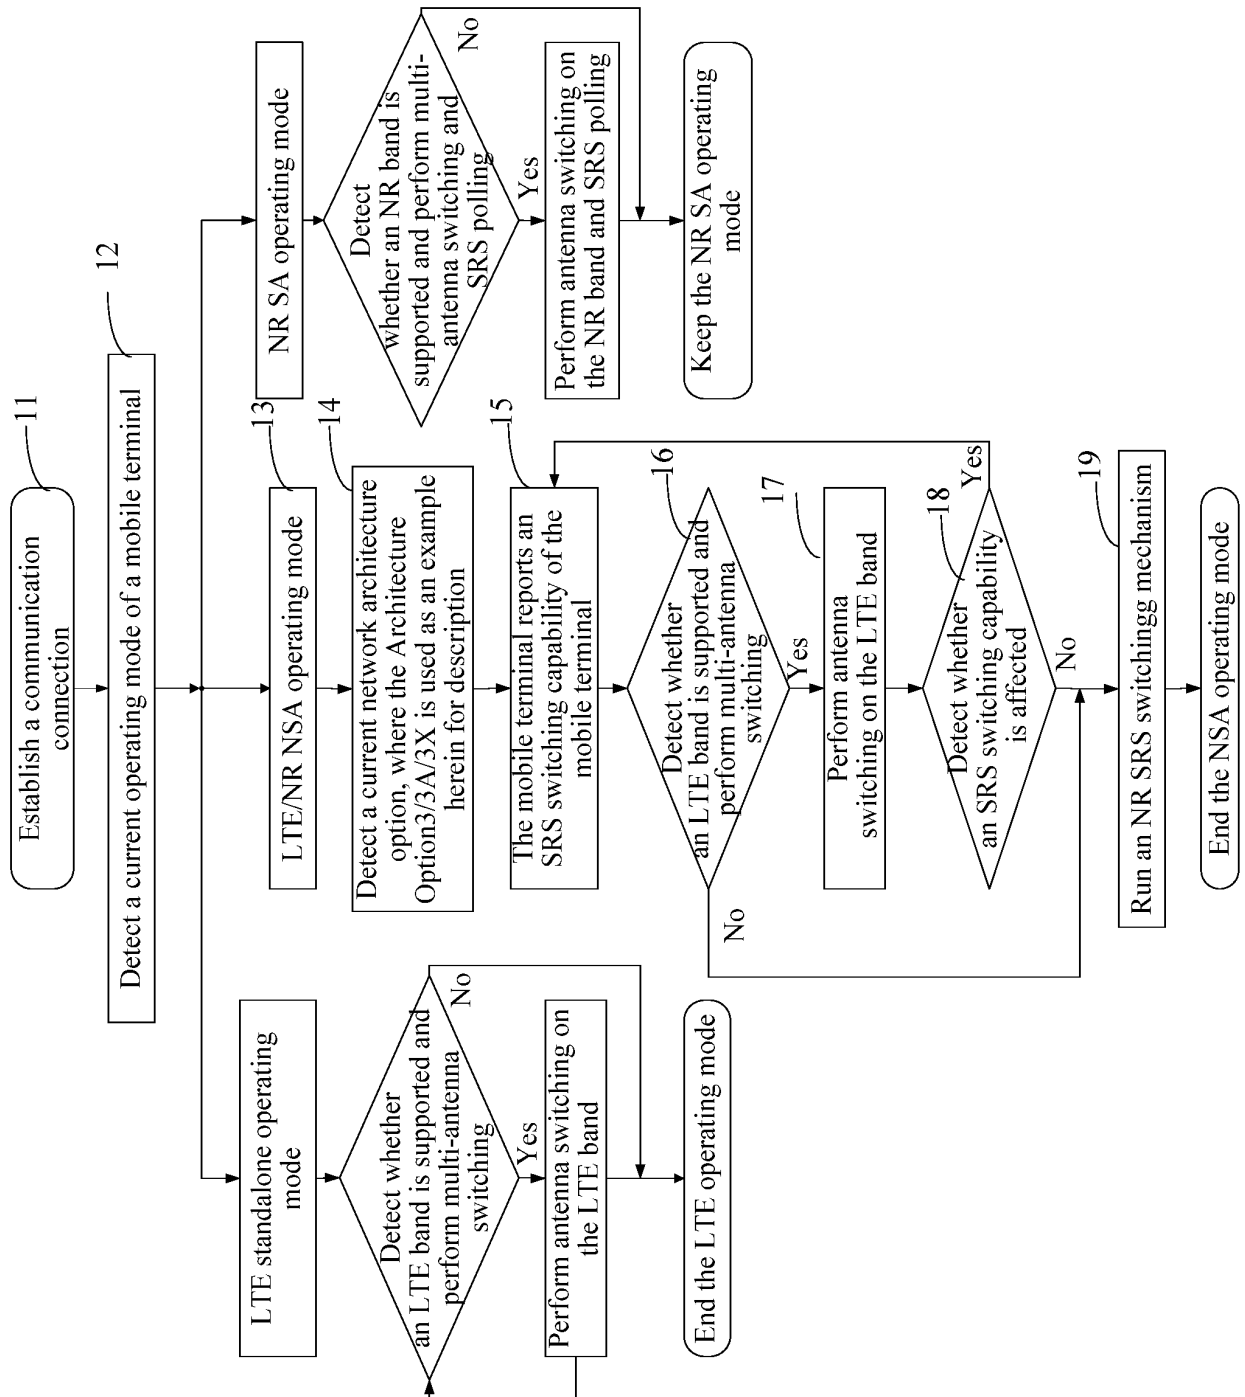 Establish a communication
connection
11
Detect a current operating mode of a mobile terminal
12
LTE standalone operating
mode
Detect whether
an LTE band is supported and
perform multi-antenna
switching
No
Yes
Perform antenna switching on
the LTE band
End the LTE operating mode
LTE/NR NSA operating mode
13
Detect a current network architecture
option, where the Architecture
Option3/3A/3X is used as an example
herein for description
14
The mobile terminal reports an
SRS switching capability of the
mobile terminal
15
Detect whether
an LTE band is supported and
perform multi-antenna
switching
16
No
Yes
Perform antenna
switching on the LTE band
17
Detect whether
an SRS switching capability
is affected
18
Yes
No
Run an NR SRS switchingg mechanism
19
End the NSA operating mode
NR SA operating mode
Detect
whether an NR band is
supported and perform multi-
antenna switching and
SRS polling
No
Yes
Perform antenna switching on
the NR band and SRS polling
Keep the NR SA operating
mode